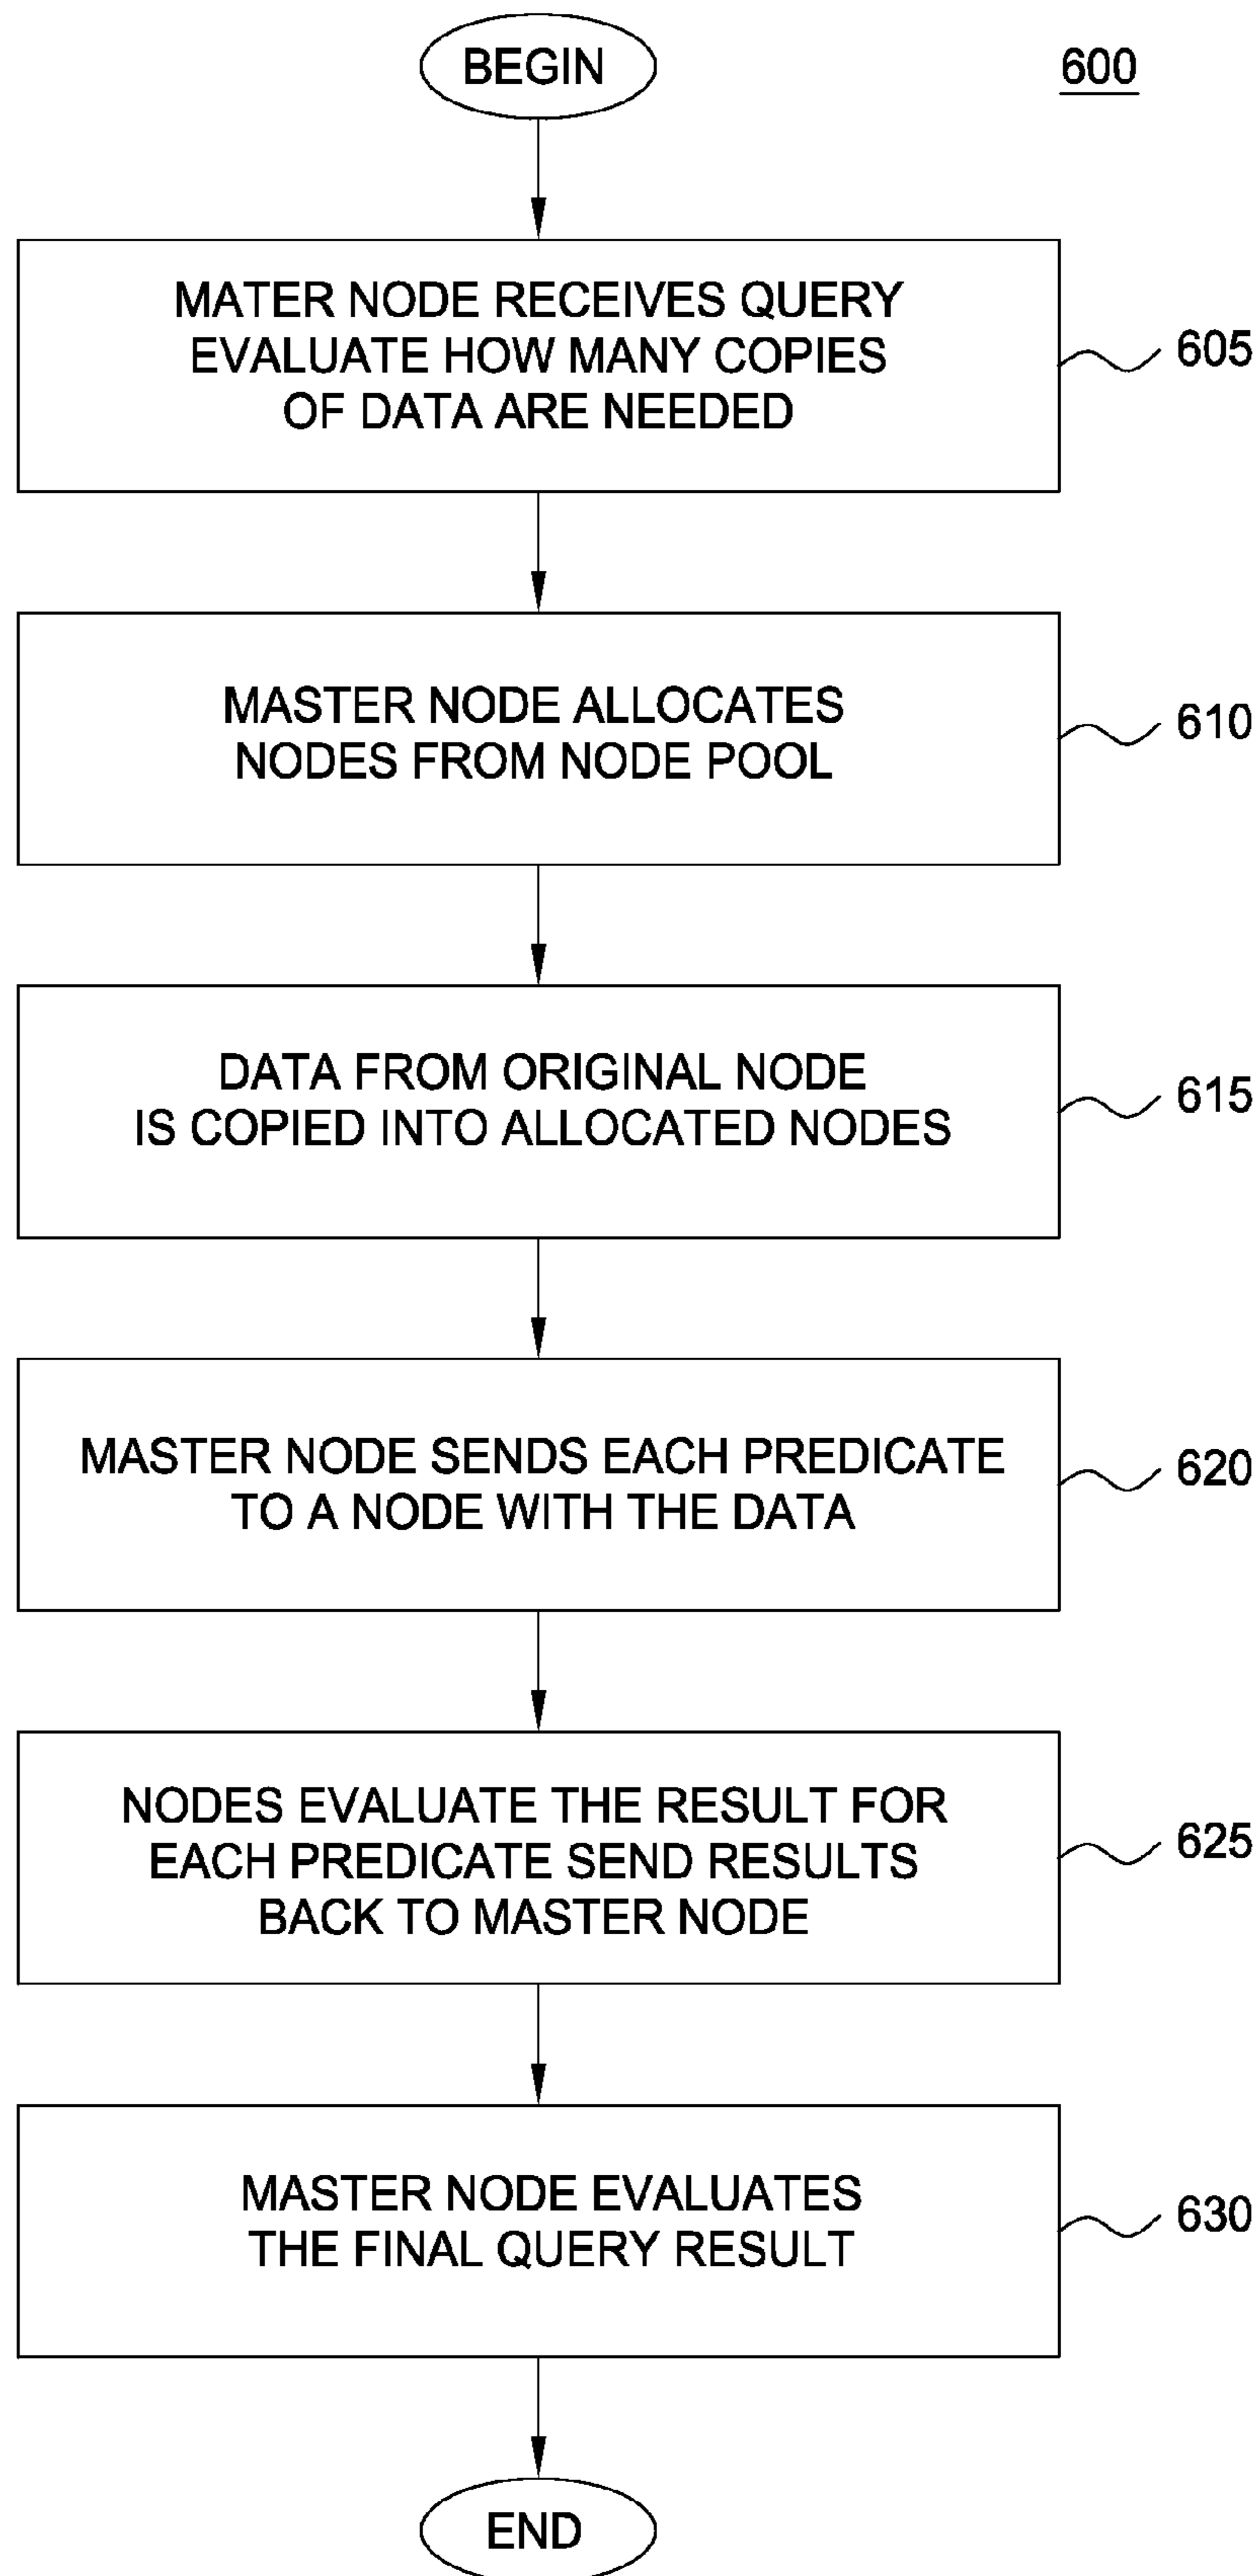 BEGIN
600
MATER NODE RECEIVES QUERY
EVALUATE HOW MANY COPIES
OF DATA ARE NEEDED
605
MASTER NODE ALLOCATES
NODES FROM NODE POOL
610
DATA FROM ORIGINAL NODE
IS COPIED INTO ALLOCATED NODES
615
MASTER NODE SENDS EACH PREDICATE
TO A NODE WITH THE DATA
620
NODES EVALUATE THE RESULT FOR
EACH PREDICATE SEND RESULTS
BACK TO MASTER NODE
625
MASTER NODE EVALUATES
THE FINAL QUERY RESULT
630
END